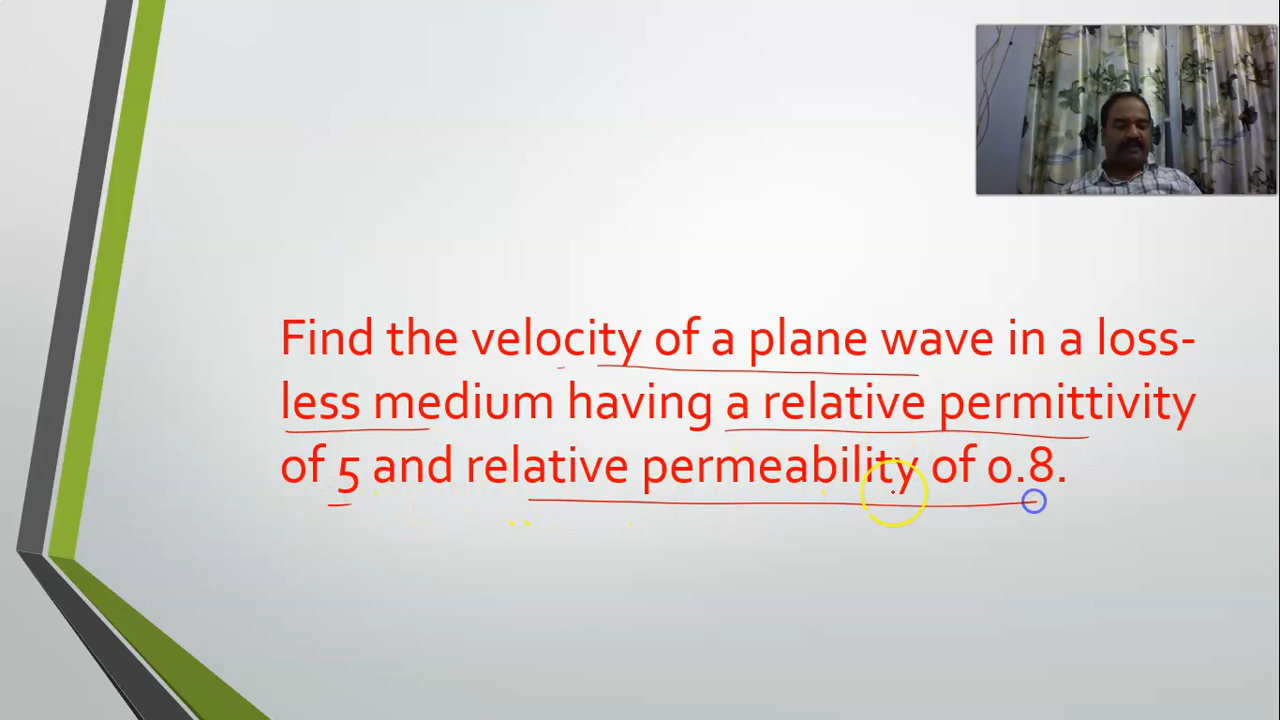 Find the velocity of a plane wave in a loss-
less medium having a relative permittivity
of 5 and relative permeability of 0.8.